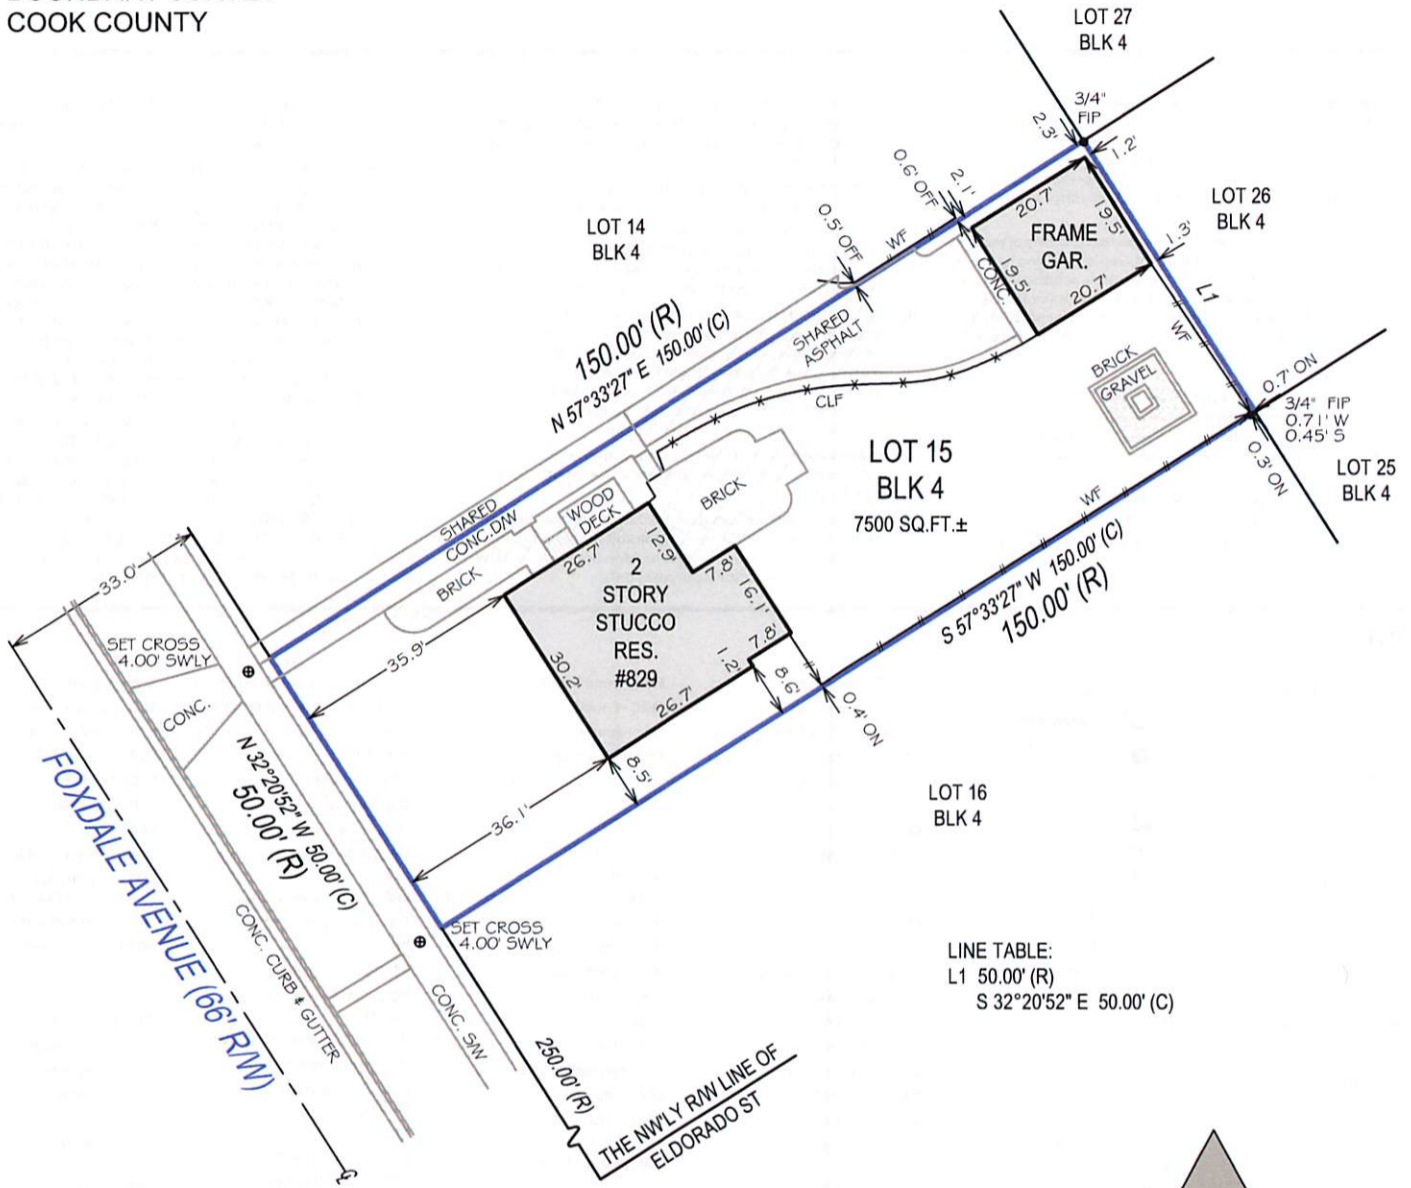 COOK COUNTY
LOT 27
BLK 4
3/4"
FIP
2.3'
1.2'
0.6' OFF
2.1'
20.7'
19.5'
FRAME
GAR.
LOT 26
BLK 4
LOT 14
BLK 4
0.5' OFF
WF
CONC.
19.5'
20.7'
1.3'
L1
WF
150.00' (R)
N 57°33'27" E 150.00' (C)
SHARED
ASPHALT
CLF
BRICK
GRAVEL
0.7' ON
3/4" FIP
0.71' W
0.45' S
0.3' ON
LOT 25
BLK 4
LOT 15
BLK 4
7500 SQ.FT.±
SHARED
CONC.D/W
WOOD
DECK
BRICK
BRICK
WF
S 57°33'27" W 150.00' (C)
150.00' (R)
33.0'
26.7'
12.9'
7.8'
16.1'
7.8'
1.2'
2
STORY
STUCCO
RES.
#829
30.2'
26.7'
8.6'
0.4' ON
35.9'
SET CROSS
4.00' SW'LY
CONC.
N 32°20'52" W 50.00' (C)
50.00' (R)
36.1'
8.5'
LOT 16
BLK 4
FOXDALE AVENUE (66' R/W)
CONC. CURB & GUTTER
SET CROSS
4.00' SW'LY
CONC. S/W
LINE TABLE:
L1 50.00' (R)
S 32°20'52" E 50.00' (C)
250.00' (R)
THE NW'LY R/W LINE OF
ELDORADO ST